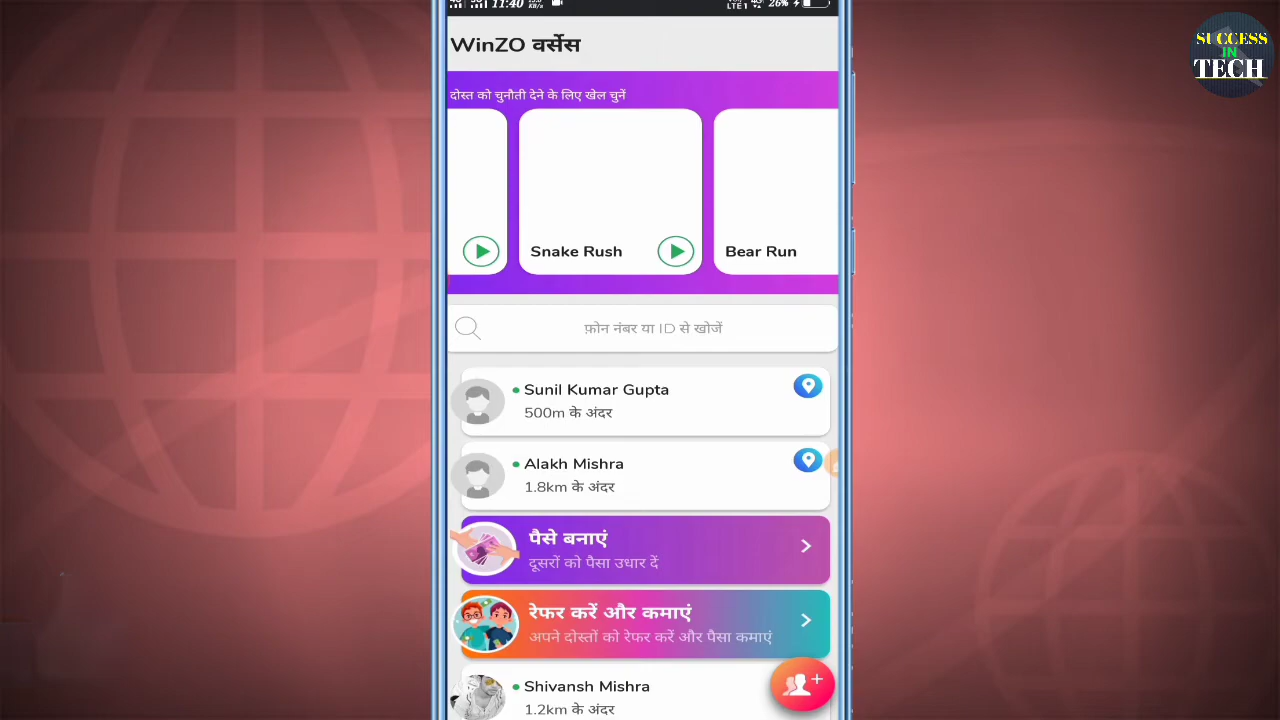 11:40
26%
SUCCESS
IN
TECH
WinZO वर्सेस
दोस्त को चुनौती देने के लिए खेल चुनें
Snake Rush
Bear Run
फ़ोन नंबर या ID से खोजें
Sunil Kumar Gupta
500m के अंदर
Alakh Mishra
1.8km के अंदर
पैसे बनाएं
दूसरों को पैसा उधार दें
रेफर करें और कमाएं
अपने दोस्तों को रेफर करें और पैसा कमाएं
Shivansh Mishra
1.2km के अंदर